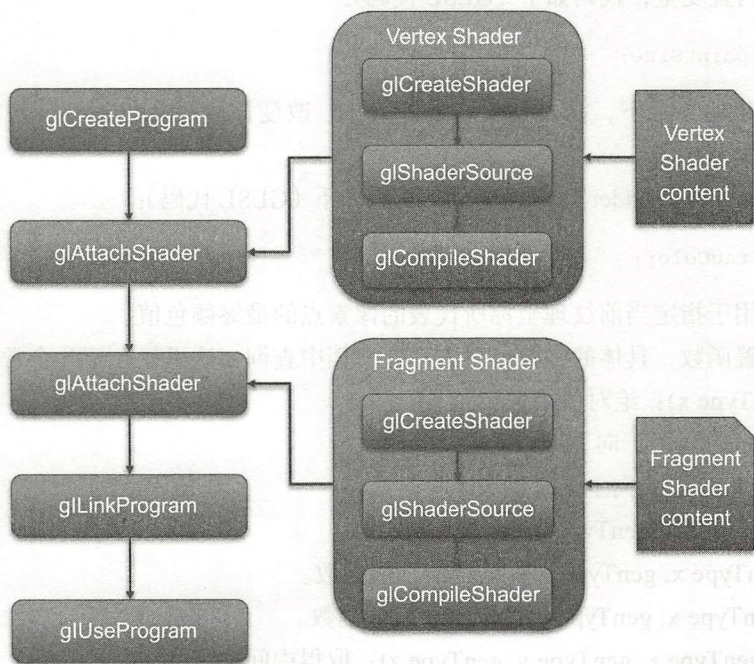 Vertex Shader
glCreateShader
glShaderSource
glCompileShader
Vertex
Shader
content
glCreateProgram
glAttachShader
glAttachShader
glLinkProgram
glUseProgram
Fragment Shader
glCreateShader
glShaderSource
glCompileShader
Fragment
Shader
content